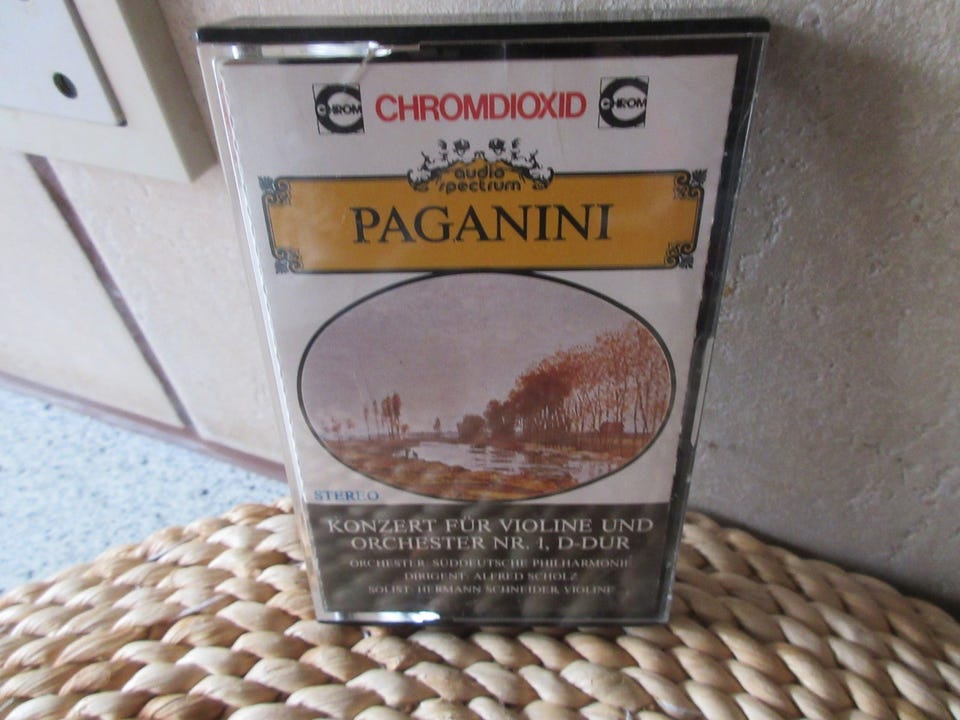 CHROM CHROMDIOXID CHROM
audio
spectrum
PAGANINI
STEREO
KONZERT FÜR VIOLINE UND
ORCHESTER NR. 1, D-DUR
ORCHESTER: SÜDDEUTSCHE PHILHARMONIE
DIRIGENT: ALFRED SCHOLZ
SOLIST: HERMANN SCHNEIDER, VIOLINE